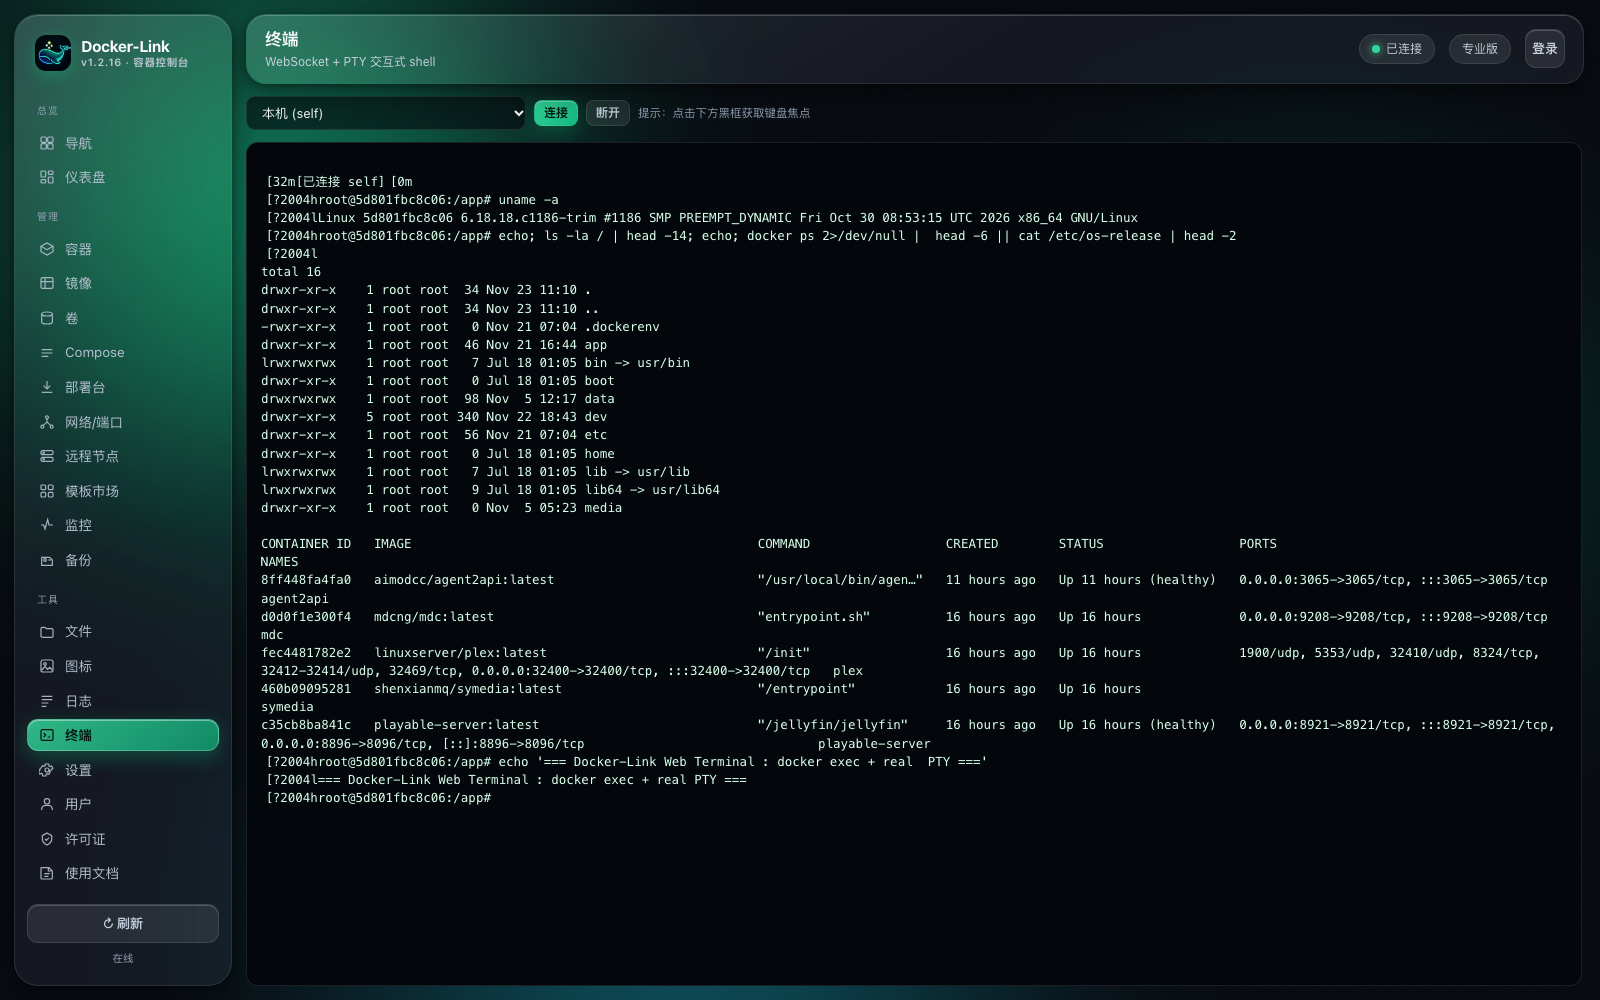 Docker-Link
v1.2.16 · 容器控制台
总览
导航
仪表盘
管理
容器
镜像
卷
Compose
部署台
网络/端口
远程节点
模板市场
监控
备份
工具
文件
图标
日志
终端
设置
用户
许可证
使用文档
↻ 刷新
在线
终端
WebSocket + PTY 交互式 shell
已连接
专业版
登录
本机 (self)
连接
断开
提示：点击下方黑框获取键盘焦点
[32m[已连接 self][0m
[?2004hroot@5d801fbc8c06:/app# uname -a
[?2004lLinux 5d801fbc8c06 6.18.18.c1186-trim #1186 SMP PREEMPT_DYNAMIC Fri Oct 30 08:53:15 UTC 2026 x86_64 GNU/Linux
[?2004hroot@5d801fbc8c06:/app# echo; ls -la / | head -14; echo; docker ps 2>/dev/null |  head -6 || cat /etc/os-release | head -2
[?2004l
total 16
drwxr-xr-x    1 root root  34 Nov 23 11:10 .
drwxr-xr-x    1 root root  34 Nov 23 11:10 ..
-rwxr-xr-x    1 root root   0 Nov 21 07:04 .dockerenv
drwxr-xr-x    1 root root  46 Nov 21 16:44 app
lrwxrwxrwx    1 root root   7 Jul 18 01:05 bin -> usr/bin
drwxr-xr-x    1 root root   0 Jul 18 01:05 boot
drwxrwxrwx    1 root root  98 Nov  5 12:17 data
drwxr-xr-x    5 root root 340 Nov 22 18:43 dev
drwxr-xr-x    1 root root  56 Nov 21 07:04 etc
drwxr-xr-x    1 root root   0 Jul 18 01:05 home
lrwxrwxrwx    1 root root   7 Jul 18 01:05 lib -> usr/lib
lrwxrwxrwx    1 root root   9 Jul 18 01:05 lib64 -> usr/lib64
drwxr-xr-x    1 root root   0 Nov  5 05:23 media
CONTAINER ID   IMAGE   COMMAND   CREATED   STATUS   PORTS
NAMES
8ff448fa4fa0   aimodcc/agent2api:latest   "/usr/local/bin/agen…"   11 hours ago   Up 11 hours (healthy)   0.0.0.0:3065->3065/tcp, :::3065->3065/tcp
agent2api
d0d0f1e300f4   mdcng/mdc:latest   "entrypoint.sh"   16 hours ago   Up 16 hours   0.0.0.0:9208->9208/tcp, :::9208->9208/tcp
mdc
fec4481782e2   linuxserver/plex:latest   "/init"   16 hours ago   Up 16 hours   1900/udp, 5353/udp, 32410/udp, 8324/tcp,
32412-32414/udp, 32469/tcp, 0.0.0.0:32400->32400/tcp, :::32400->32400/tcp   plex
460b09095281   shenxianmq/symedia:latest   "/entrypoint"   16 hours ago   Up 16 hours
symedia
c35cb8ba841c   playable-server:latest   "/jellyfin/jellyfin"   16 hours ago   Up 16 hours (healthy)   0.0.0.0:8921->8921/tcp, :::8921->8921/tcp,
0.0.0.0:8896->8096/tcp, [::]:8896->8096/tcp   playable-server
[?2004hroot@5d801fbc8c06:/app# echo '=== Docker-Link Web Terminal : docker exec + real  PTY ==='
[?2004l=== Docker-Link Web Terminal : docker exec + real PTY ===
[?2004hroot@5d801fbc8c06:/app#